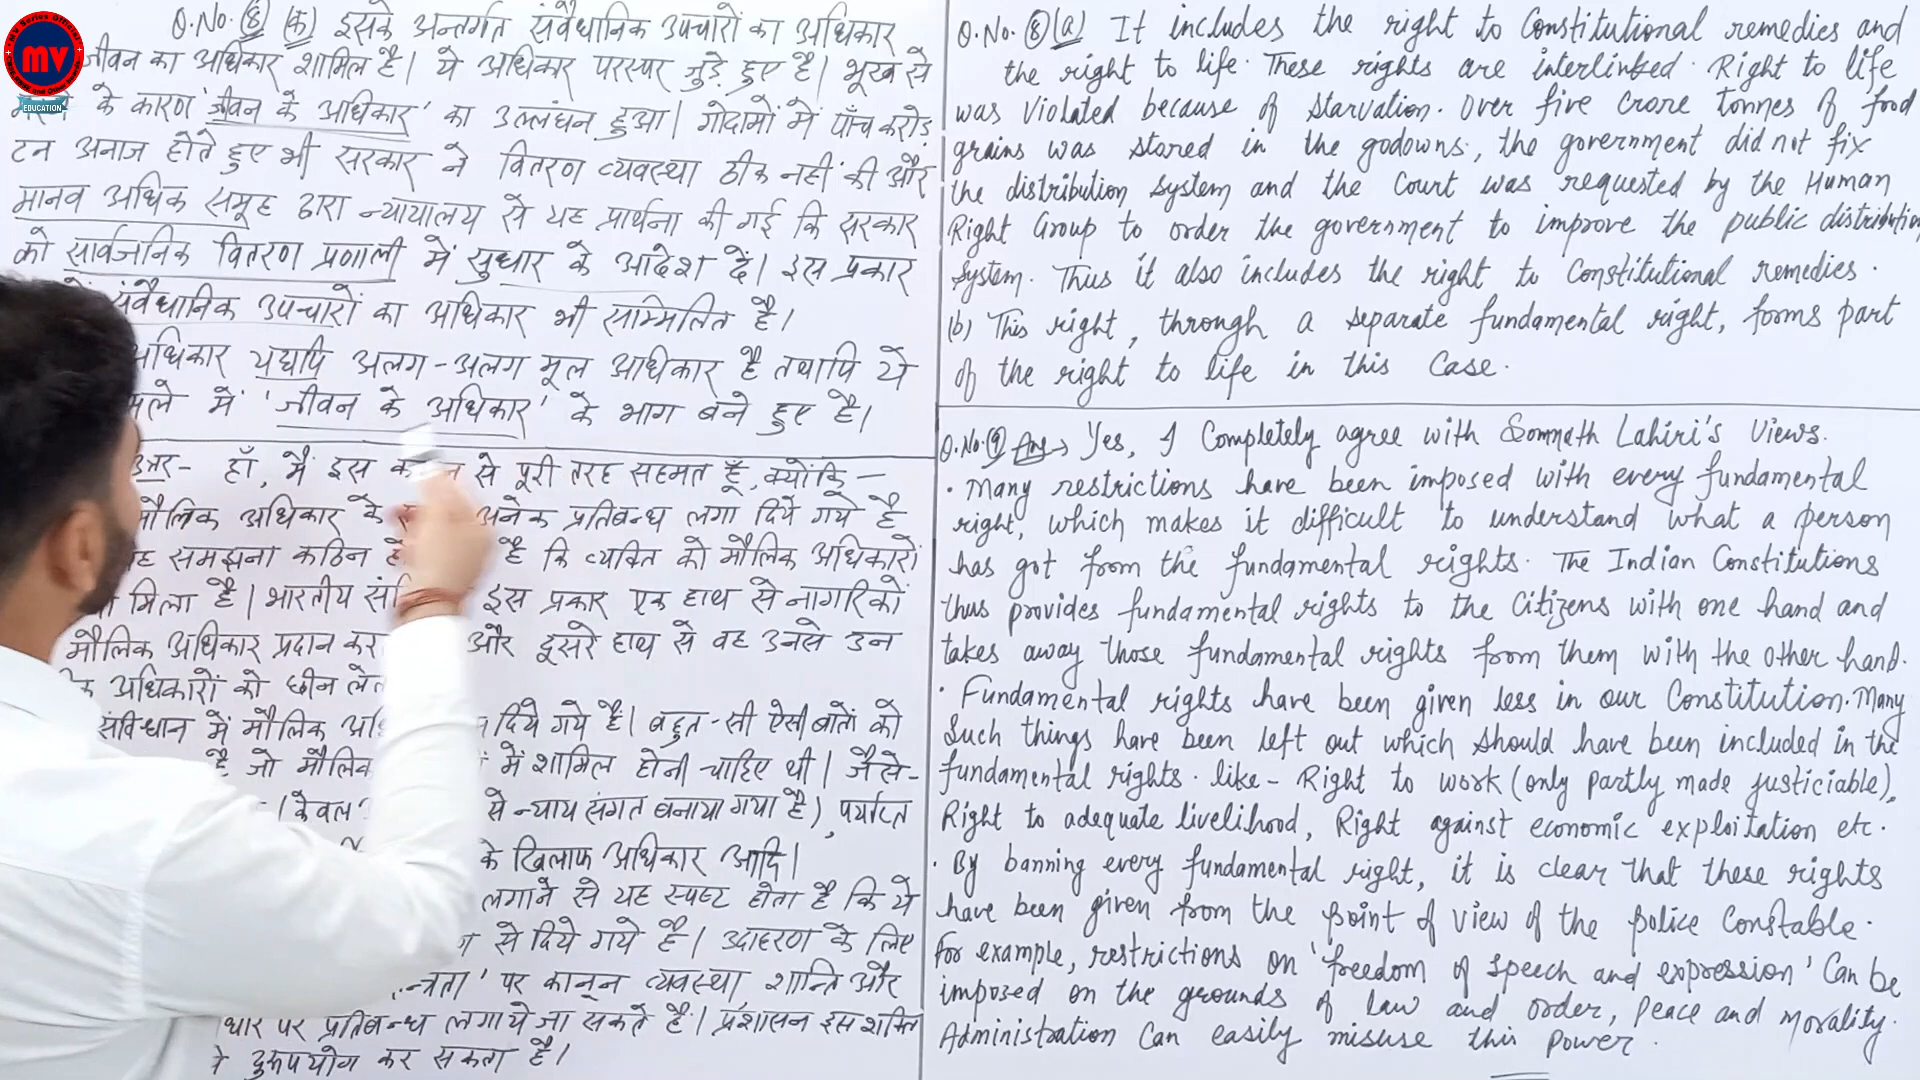 MV Series Official
mv
EDUCATION
Q.No. (8) (क) इसके अन्तर्गत संवैधानिक उपचारों का अधिकार
जीवन का अधिकार शामिल है। ये अधिकार परस्पर जुड़े हुए है। भूख से
के कारण 'जीवन के अधिकार' का उल्लंघन हुआ। गोदामों में पाँच करोड़
टन अनाज होते हुए भी सरकार ने वितरण व्यवस्था ठीक नहीं की और
मानव अधिक समूह द्वारा न्यायालय से यह प्रार्थना की गई कि सरकार
को सार्वजनिक वितरण प्रणाली में सुधार के आदेश दें। इस प्रकार
संवैधानिक उपचारों का अधिकार भी सम्मिलित है।
अधिकार यद्यपि अलग-अलग मूल अधिकार है तथापि ये
में 'जीवन के अधिकार' के भाग बने हुए है।
उत्तर- हाँ, मैं इस से पूरी तरह सहमत हूँ, क्योंकि –
मौलिक अधिकार के अनेक प्रतिबन्ध लगा दिये गये है
समझना कठिन है कि व्यक्ति को मौलिक अधिकारों
मिला है। भारतीय इस प्रकार एक हाथ से नागरिकों
मौलिक अधिकार प्रदान कर और दूसरे हाथ से वह उनसे उन
अधिकारों को छीन
संविधान में मौलिक दिये गये है। बहुत-सी ऐसी बातों को
है जो मौलिक में शामिल होनी चाहिए थी। जैसे-
(केवल से न्याय संगत बनाया गया है), पर्याप्त
के खिलाफ अधिकार आदि।
लगाने से यह स्पष्ट होता है कि ये
से दिये गये है। उदाहरण के लिए
पर कानून व्यवस्था, शान्ति और
पर प्रतिबन्ध लगाये जा सकते हैं। प्रशासन इस शक्ति
दुरूपयोग कर सकता है।
Q.No. (8) (a) It includes the right to Constitutional remedies and
the right to life. These rights are interlinked. Right to life
was violated because of starvation. Over five crore tonnes of food
grains was stored in the godowns, the government did not fix
the distribution system and the Court was requested by the Human
Right Group to order the government to improve the public distribution
system. Thus it also includes the right to Constitutional remedies.
(b) This right, through a separate fundamental right, forms part
of the right to life in this Case.
Q.No.(9) Ans→ Yes, I Completely agree with Somnath Lahiri's Views.
• Many restrictions have been imposed with every fundamental
right, which makes it difficult to understand what a person
has got from the fundamental rights. The Indian Constitutions
thus provides fundamental rights to the Citizens with one hand and
takes away those fundamental rights from them with the other hand.
• Fundamental rights have been given less in our Constitution. Many
Such things have been left out which should have been included in the
fundamental rights. like - Right to work (only partly made justiciable),
Right to adequate livelihood, Right against economic exploitation etc.
• By banning every fundamental right, it is clear that these rights
have been given from the point of view of the police Constable.
for example, restrictions on 'freedom of speech and expression' Can be
imposed on the grounds of law and order, peace and morality.
Administration Can easily misuse this power.